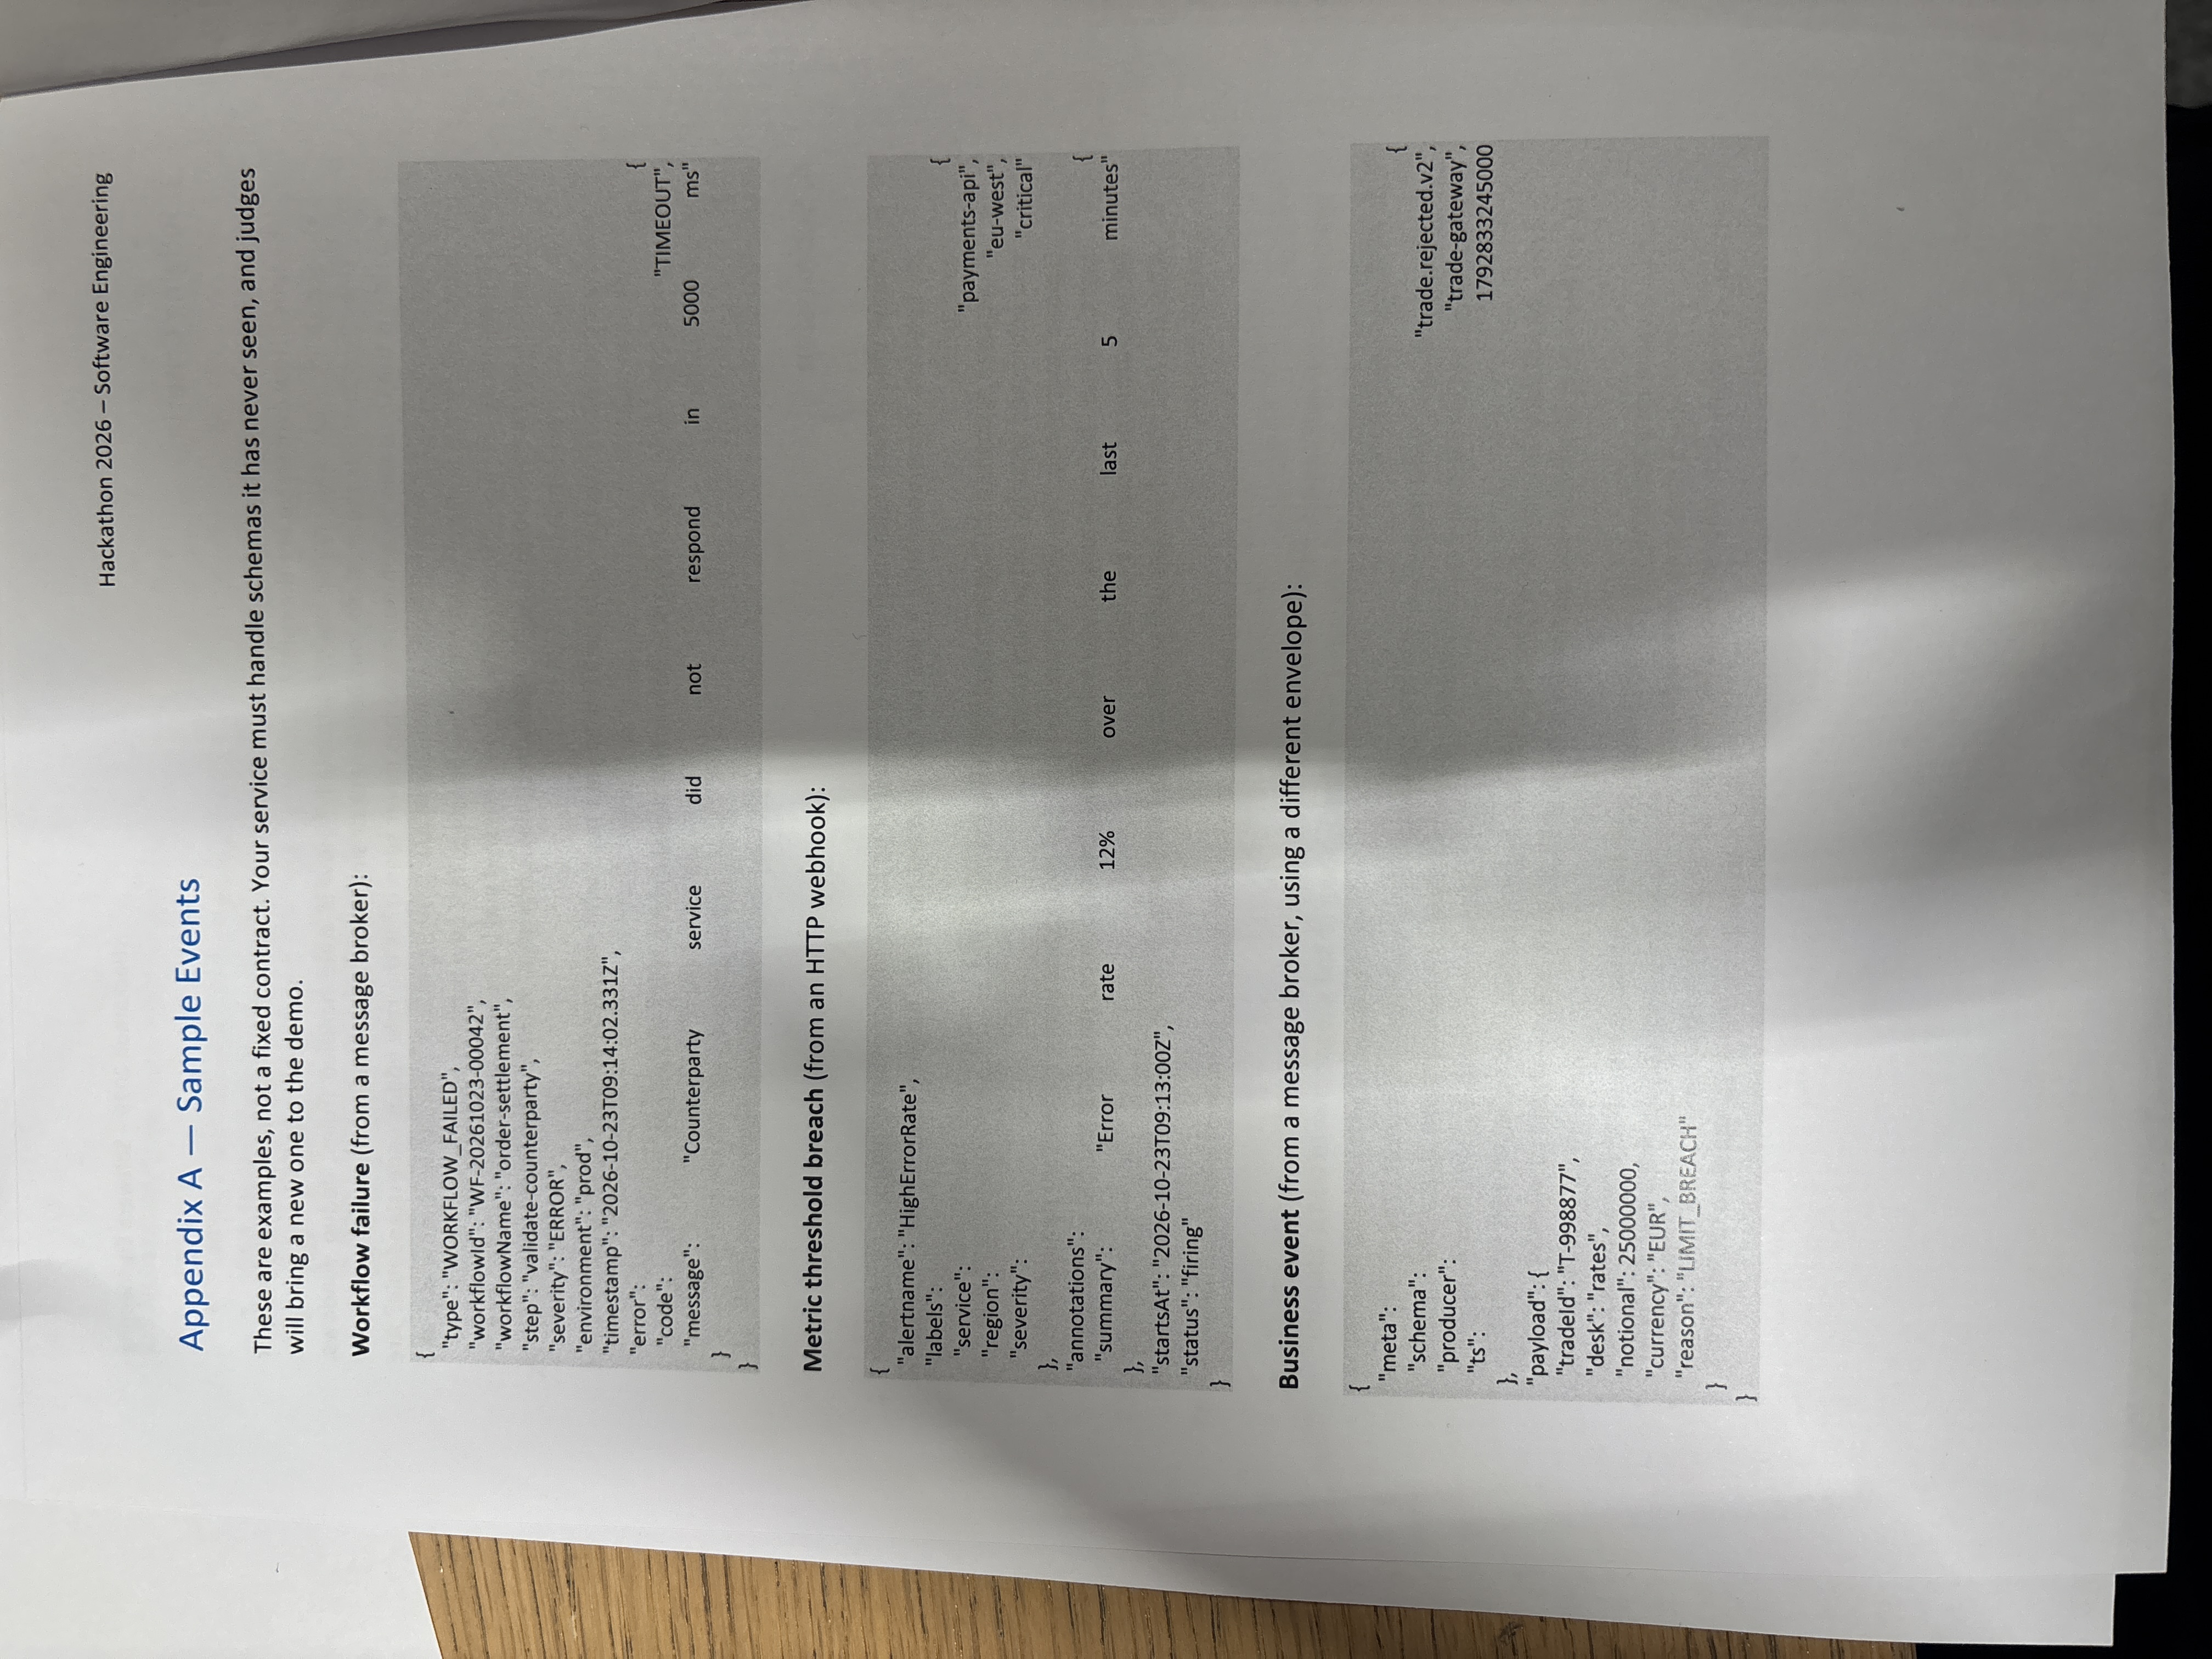 Hackathon 2026 – Software Engineering
Appendix A — Sample Events
These are examples, not a fixed contract. Your service must handle schemas it has never seen, and judges
will bring a new one to the demo.
Workflow failure (from a message broker):
{
"type": "WORKFLOW_FAILED",
"workflowId": "WF-20261023-00042",
"workflowName": "order-settlement",
"step": "validate-counterparty",
"severity": "ERROR",
"environment": "prod",
"timestamp": "2026-10-23T09:14:02.331Z",
"error": {
"code": "TIMEOUT",
"message": "Counterparty service did not respond in 5000 ms"
}
}
Metric threshold breach (from an HTTP webhook):
{
"alertname": "HighErrorRate",
"labels": {
"service": "payments-api",
"region": "eu-west",
"severity": "critical"
},
"annotations": {
"summary": "Error rate 12% over the last 5 minutes"
},
"startsAt": "2026-10-23T09:13:00Z",
"status": "firing"
}
Business event (from a message broker, using a different envelope):
{
"meta": {
"schema": "trade.rejected.v2",
"producer": "trade-gateway",
"ts": 1792833245000
},
"payload": {
"tradeId": "T-998877",
"desk": "rates",
"notional": 25000000,
"currency": "EUR",
"reason": "LIMIT_BREACH"
}
}